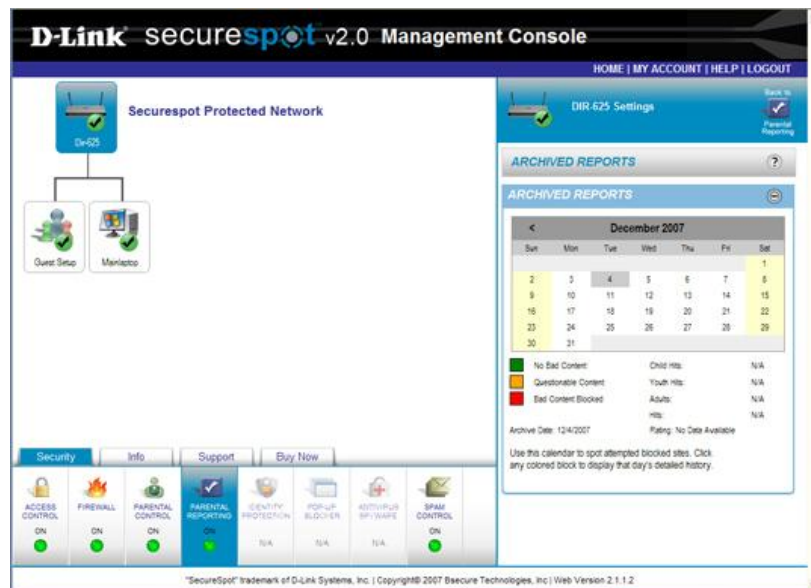 D-Link securespot v2.0 Management Console
HOME | MY ACCOUNT | HELP | LOGOUT
Dir-625
Securespot Protected Network
Guest Setup
Mainlaptop
DIR-625 Settings
Back to
Parental
Reporting
ARCHIVED REPORTS ?
ARCHIVED REPORTS
< December 2007
Sun Mon Tue Wed Thu Fri Sat
1
2 3 4 5 6 7 8
9 10 11 12 13 14 15
16 17 18 19 20 21 22
23 24 25 26 27 28 29
30 31
No Bad Content Child Hits: N/A
Questionable Content Youth Hits: N/A
Bad Content Blocked Adults: N/A
Hits: N/A
Archive Date: 12/4/2007 Rating: No Data Available
Use this calendar to spot attempted blocked sites. Click
any colored block to display that day's detailed history.
Security Info Support Buy Now
ACCESS CONTROL
ON
FIREWALL
ON
PARENTAL CONTROL
ON
PARENTAL REPORTING
ON
IDENTITY PROTECTION
N/A
POP-UP BLOCKER
N/A
ANTIVIRUS SPYWARE
N/A
SPAM CONTROL
ON
"SecureSpot" trademark of D-Link Systems, Inc. | Copyright© 2007 Bsecure Technologies, Inc | Web Version 2.1.1.2